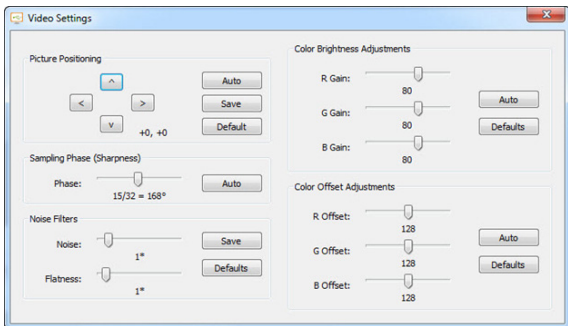 Video Settings
Picture Positioning
^
Auto
<
>
Save
v
+0, +0
Default
Sampling Phase (Sharpness)
Phase:
Auto
15/32 = 168°
Noise Filters
Noise:
Save
1*
Defaults
Flatness:
1*
Color Brightness Adjustments
R Gain:
80
Auto
G Gain:
80
Defaults
B Gain:
80
Color Offset Adjustments
R Offset:
128
Auto
G Offset:
128
Defaults
B Offset:
128